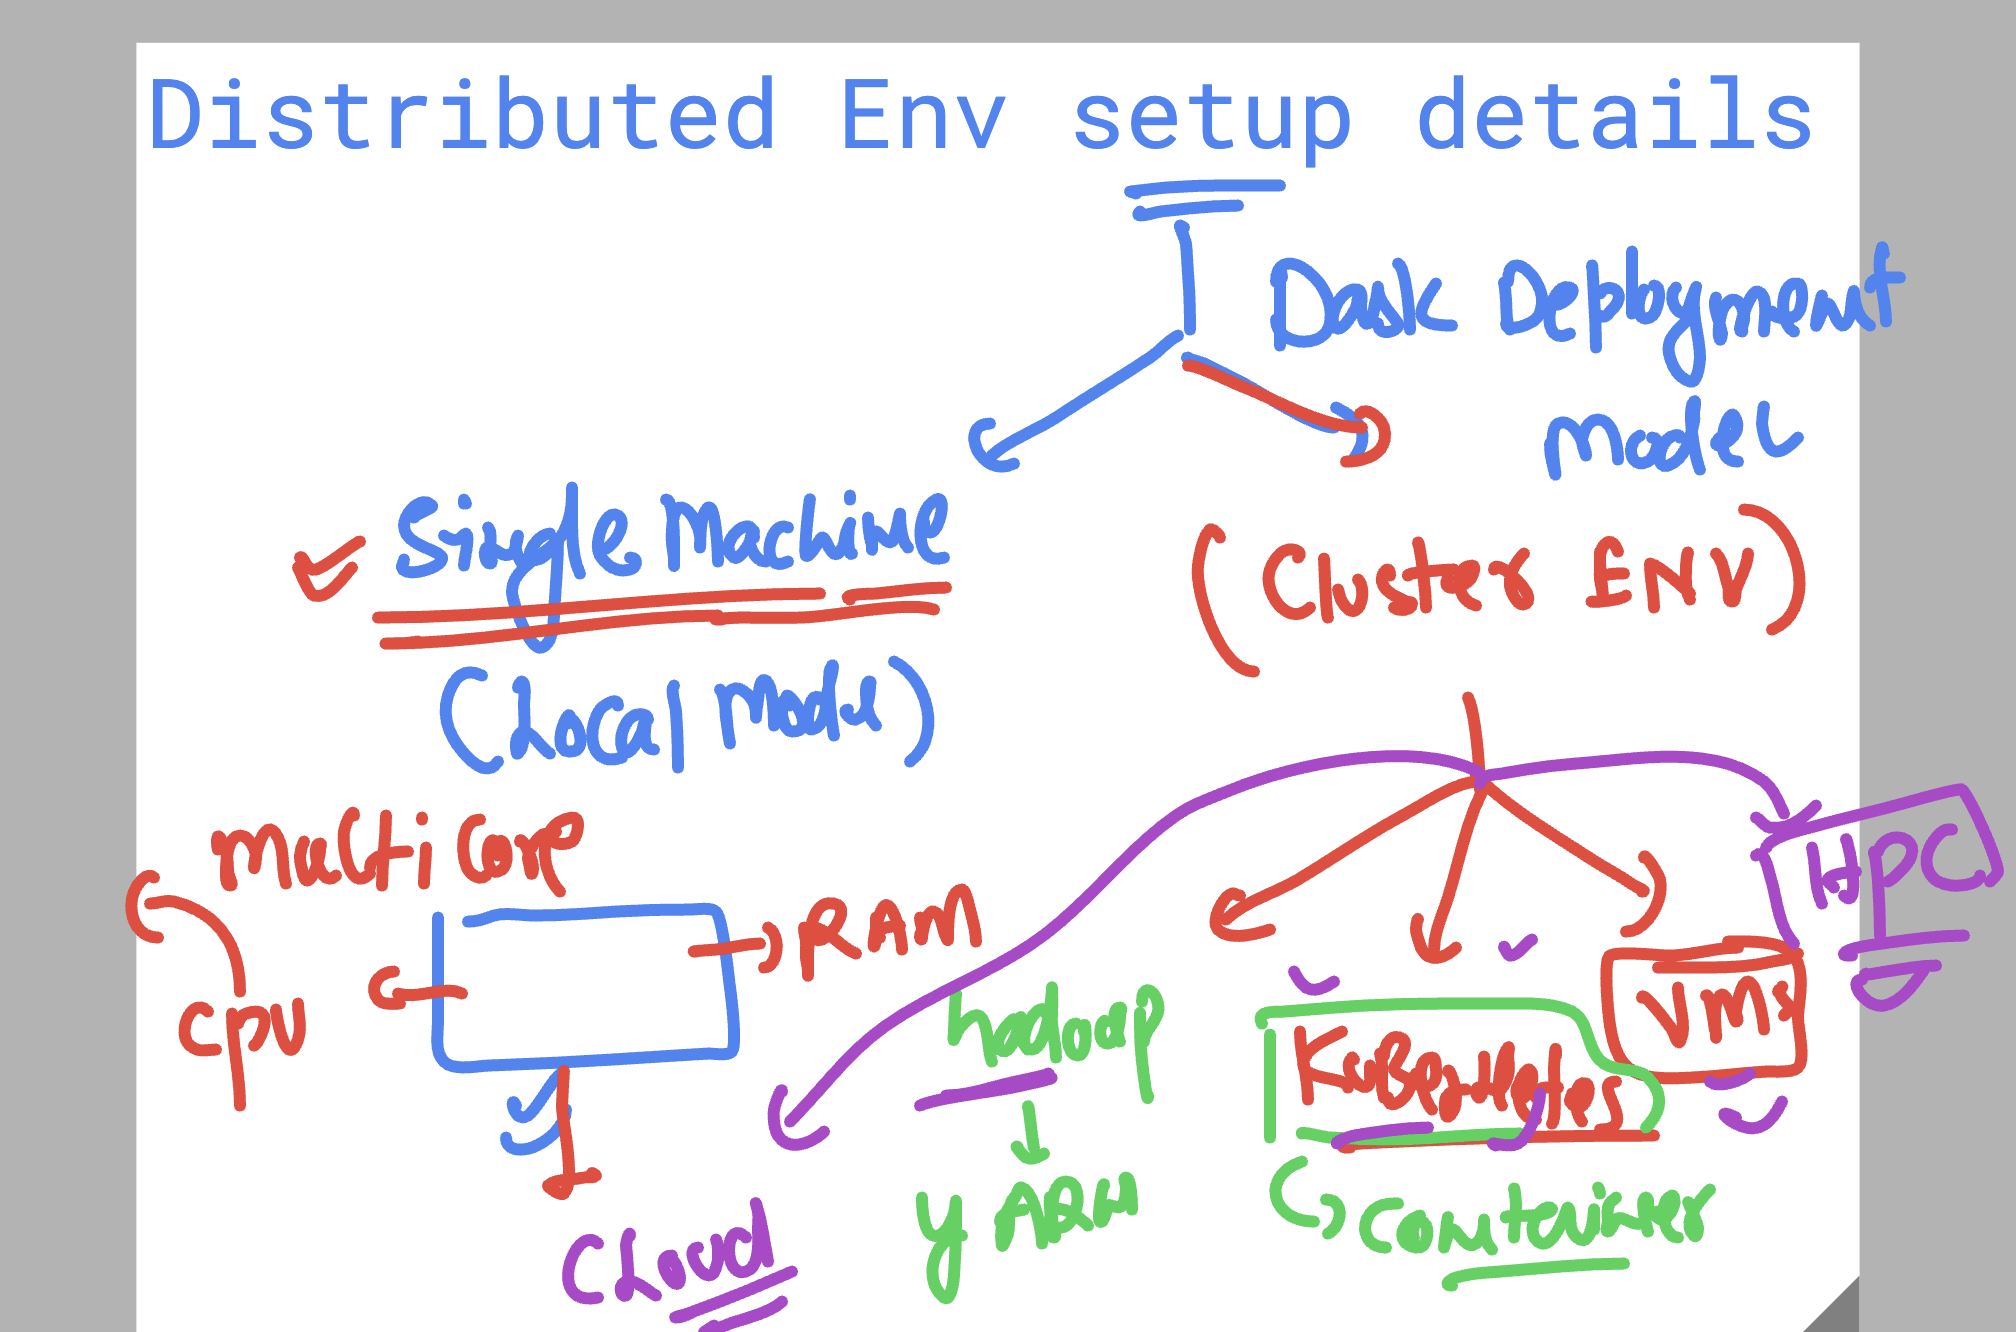 Distributed Env setup details
Dask Deployment
Model
Single Machine
(Cluster ENV)
(Local Model)
Multi Core
HPC
RAM
CPU
hadoop
VMs
Kubernetes
YARN
Container
Cloud